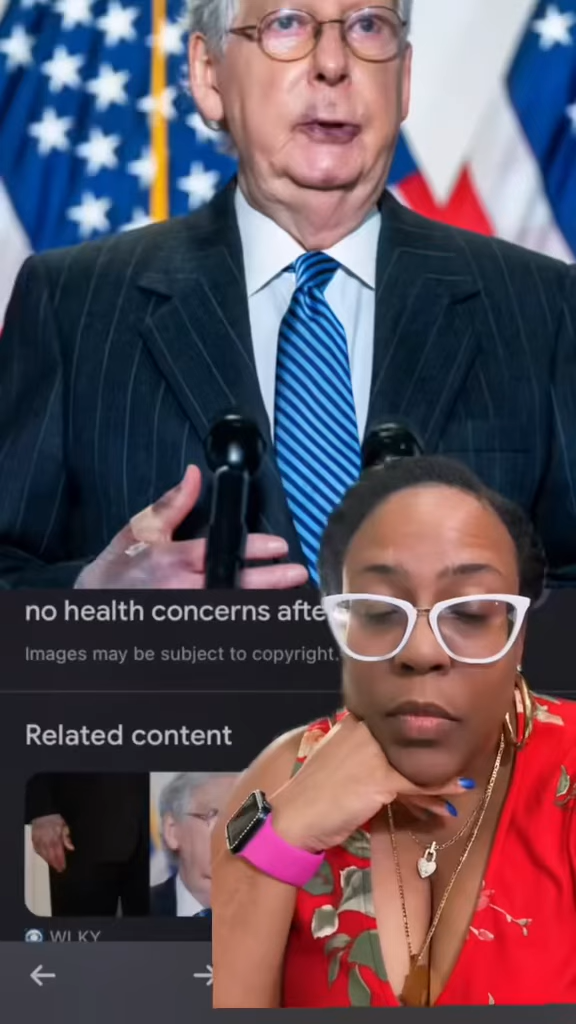 no health concerns afte
Images may be subject to copyright.
Related content
WLKY